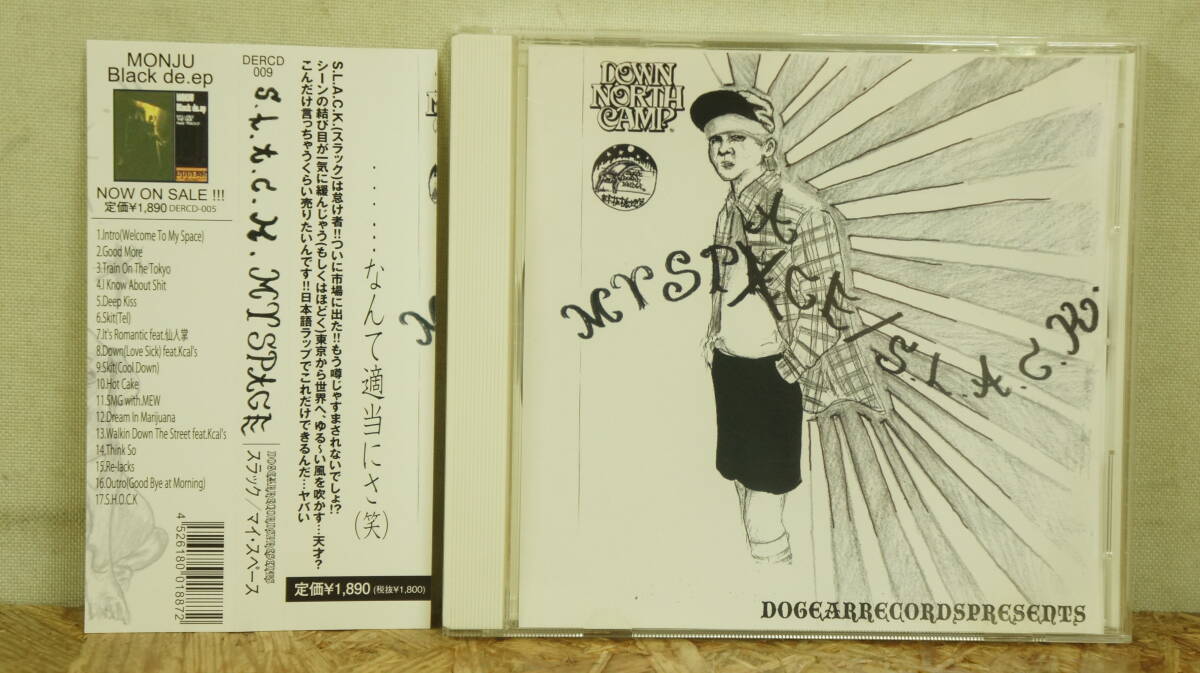 MONJU
Black de.ep
NOW ON SALE !!!
定価¥1,890 DERCD-005
1.Intro(Welcome To My Space)
2.Good More
3.Train On The Tokyo
4.I Know About Shit
5.Deep Kiss
6.Skit(Tel)
7.It's Romantic feat.仙人掌
8.Down(Love Sick) feat.Kcal's
9.Skit(Cool Down)
10.Hot Cake
11.SMG with.MEW
12.Dream In Marijuana
13.Walkin Down The Street feat.Kcal's
14.Think So
15.Re-lacks
16.Outro(Good Bye at Morning)
17.S.H.O.C.K
4 526180 018872
DERCD
009
S.L.A.C.K. MY SPACE
DOGEARRECORDSPRESENTS
スラック/マイ・スペース
S.L.A.C.K.(スラック)は怠け者!!ついに市場に出た!!もう噂じゃすまされないでしょ!?
シーンの結び目が一気に緩んじゃう(もしくはほどく)東京から世界へ、ゆる〜い風を吹かす…天才?
こんだけ言っちゃうくらい売りたいんです!!日本語ラップでこれだけできるんだ…ヤバい
………なんて適当にさ(笑)
定価¥1,890 (税抜¥1,800)
DOWN
NORTH
CAMP
MY SPACE/S.L.A.C.K.
DOGEARRECORDSPRESENTS